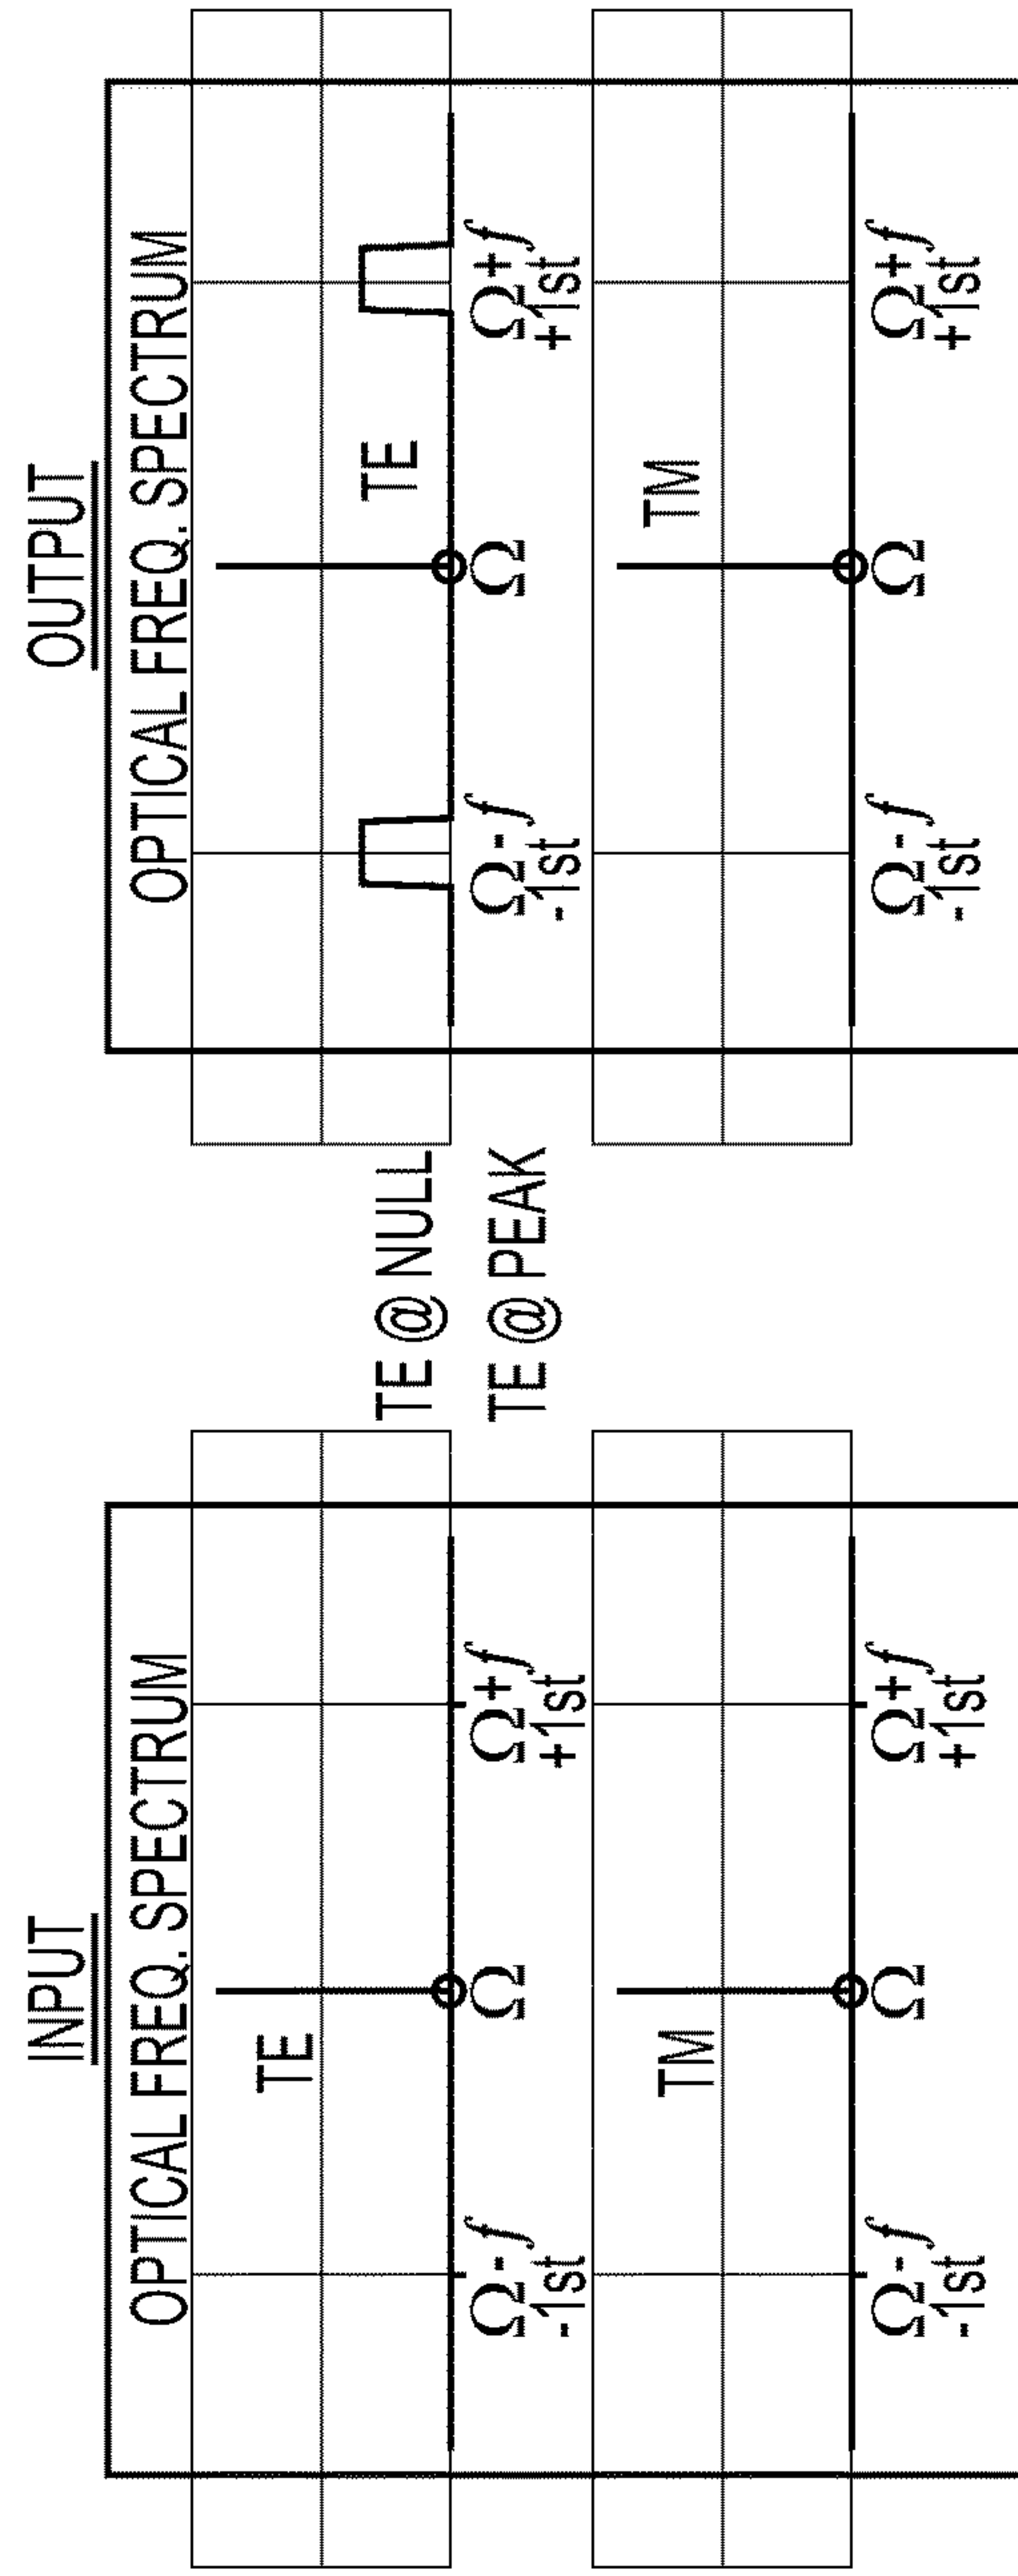 INPUT
OPTICAL FREQ. SPECTRUM
TE
Ω-f
Ω
Ω+f
-1st
+1st
TM
Ω-f
Ω
Ω+f
-1st
+1st
TE @ NULL
TE @ PEAK
OUTPUT
OPTICAL FREQ. SPECTRUM
TE
Ω-f
Ω
Ω+f
-1st
+1st
TM
Ω-f
Ω
Ω+f
-1st
+1st